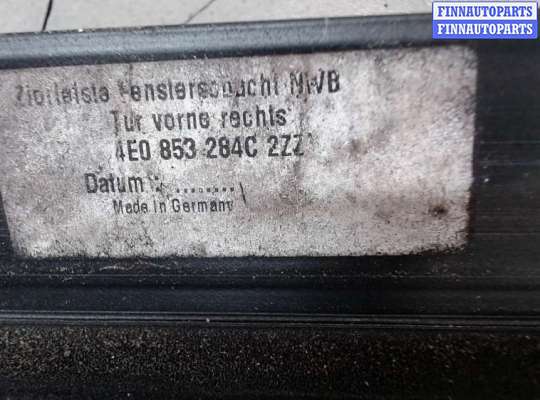 FINNAUTOPARTS
FINNAUTOPARTS
Zierleiste Fensterschacht NWB
Tür vorne rechts
4E0 853 284C 2ZZ
Datum :
Made in Germany